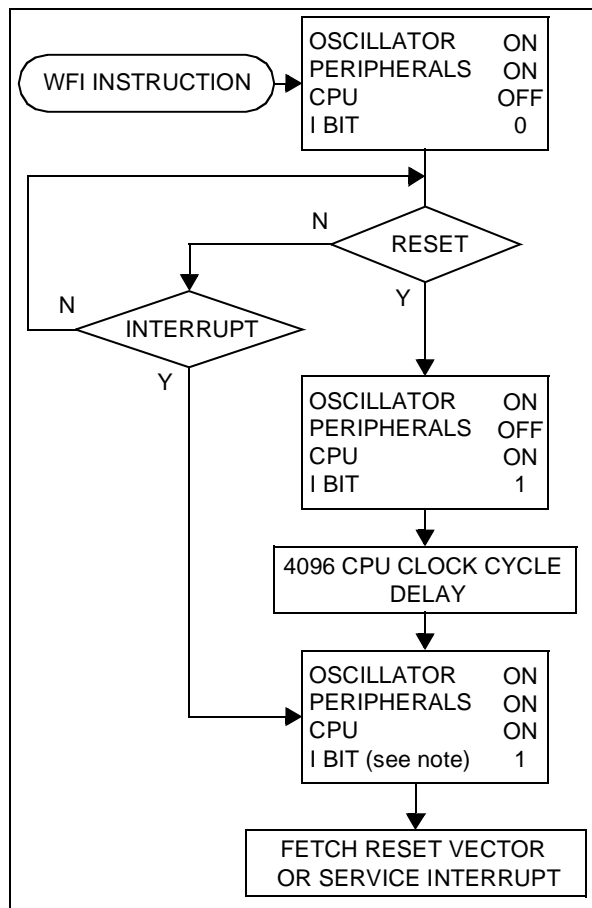 WFI INSTRUCTION
OSCILLATOR ON
PERIPHERALS ON
CPU OFF
I BIT 0
N
RESET
N
INTERRUPT
Y
Y
OSCILLATOR ON
PERIPHERALS OFF
CPU ON
I BIT 1
4096 CPU CLOCK CYCLE
DELAY
OSCILLATOR ON
PERIPHERALS ON
CPU ON
I BIT (see note) 1
FETCH RESET VECTOR
OR SERVICE INTERRUPT